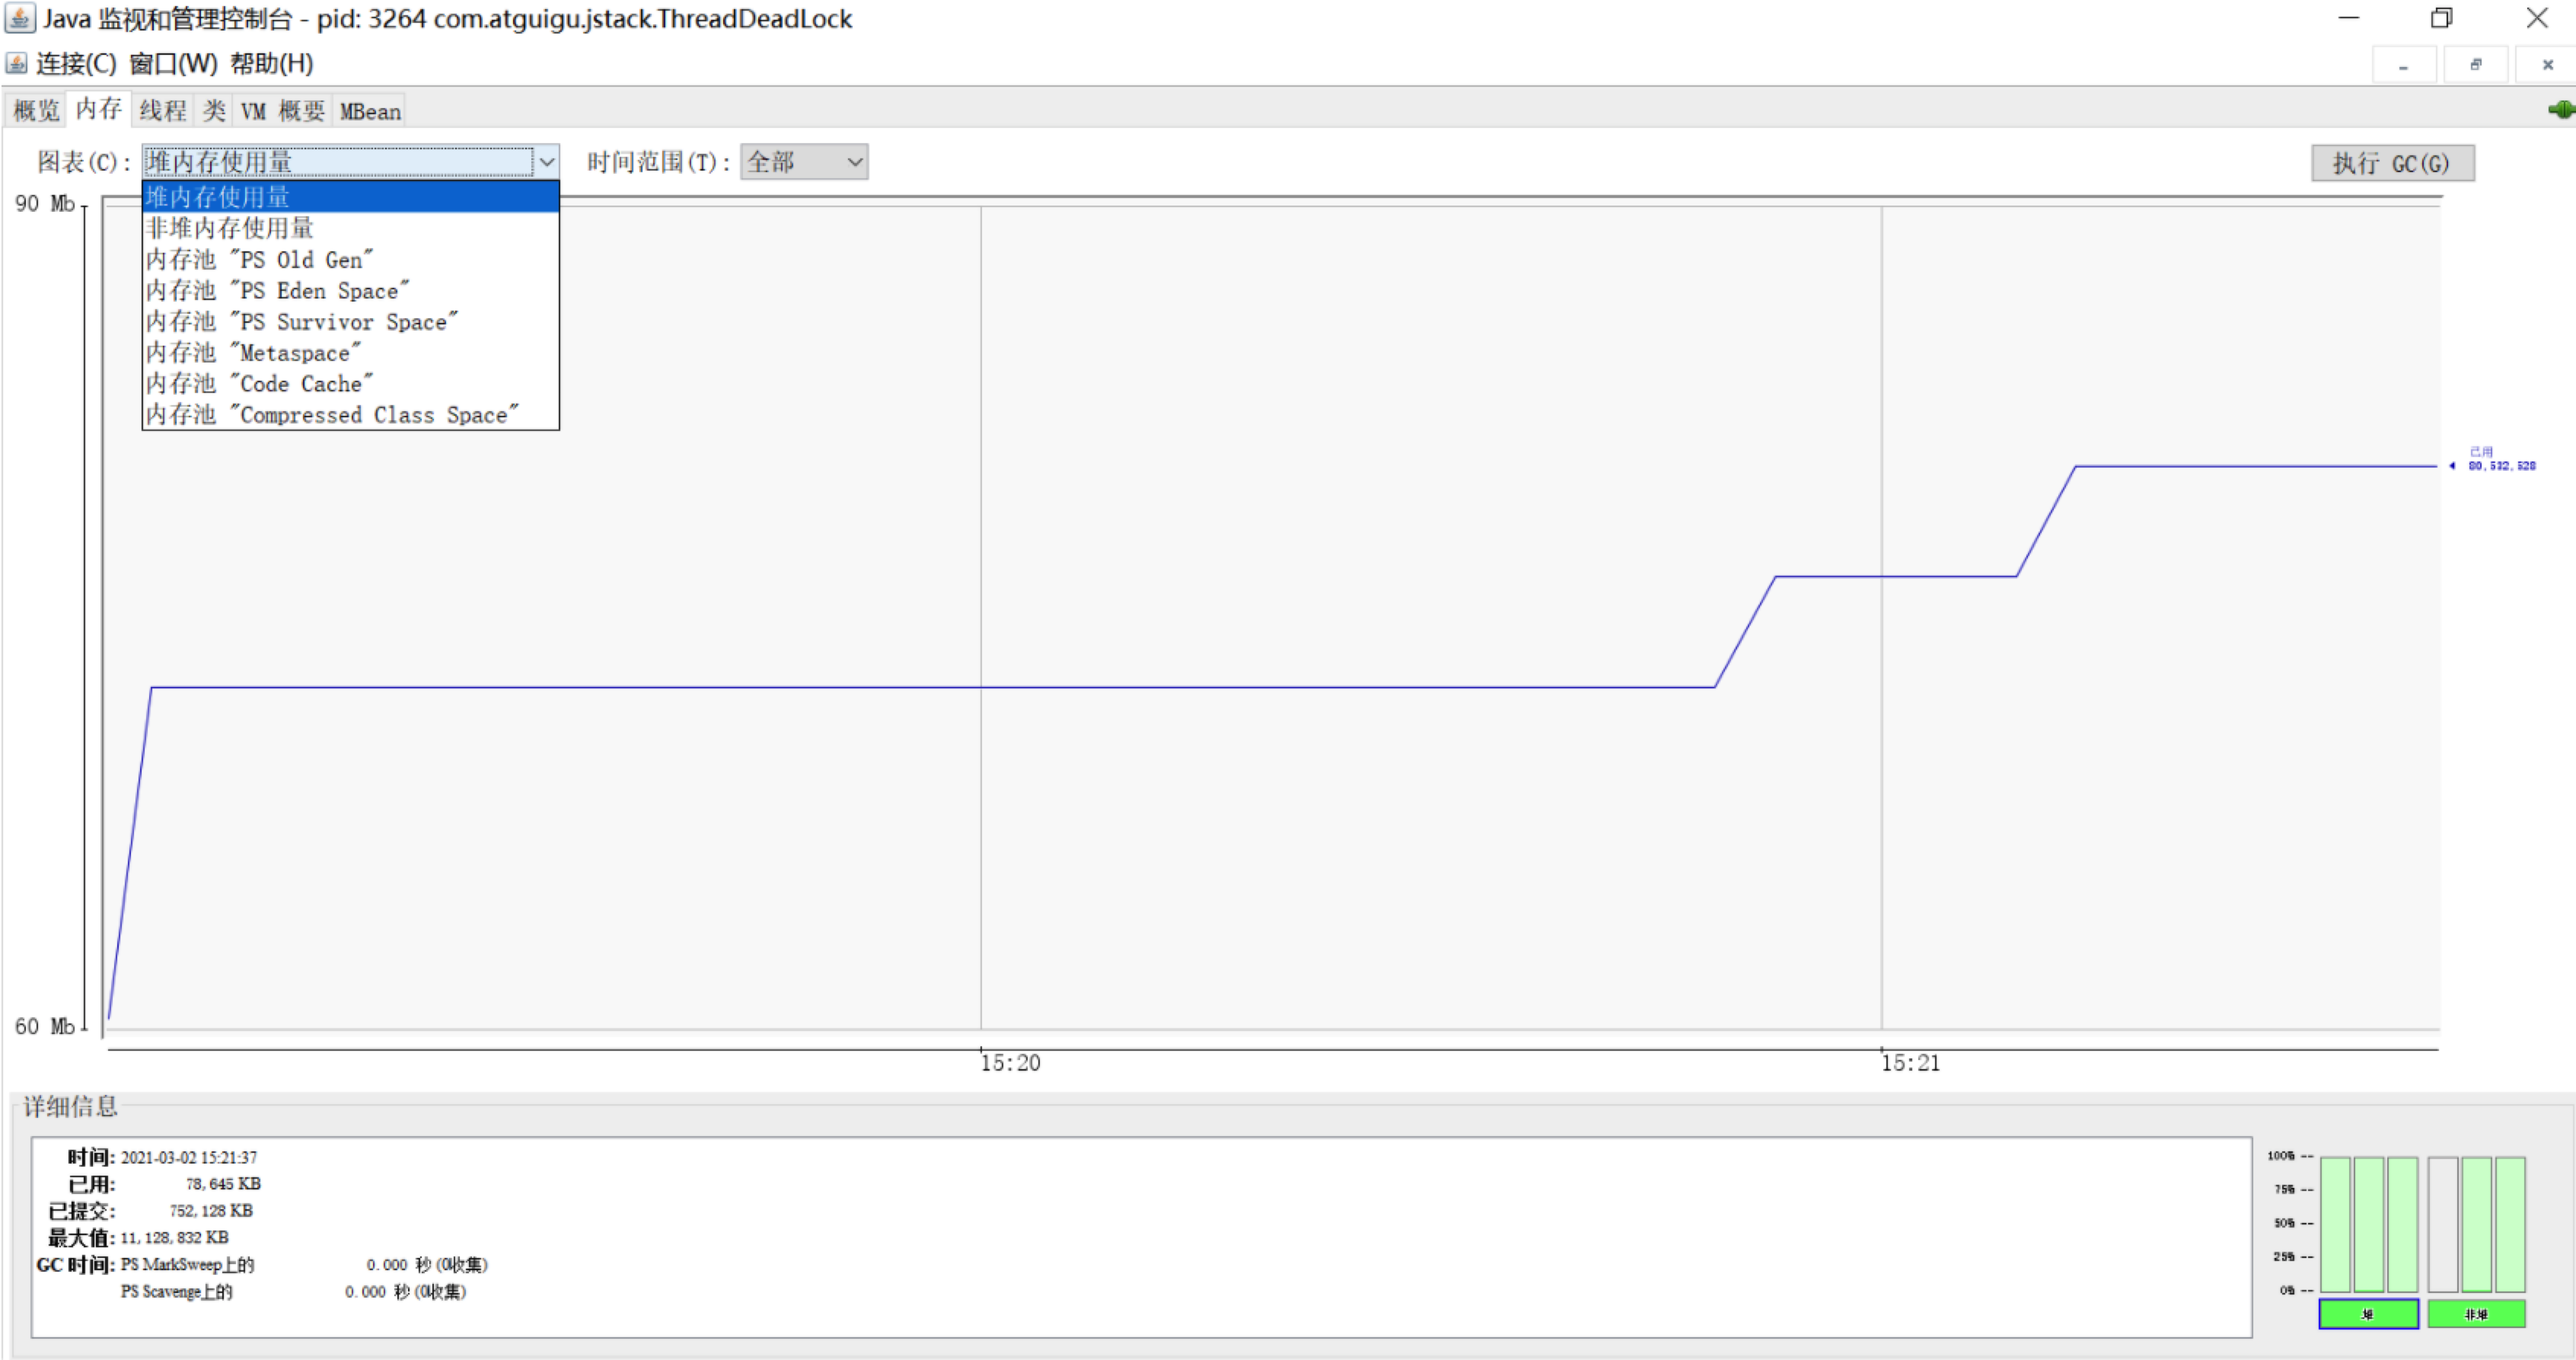 Java 监视和管理控制台 - pid: 3264 com.atguigu.jstack.ThreadDeadLock
连接(C) 窗口(W) 帮助(H)
概览 内存 线程 类 VM 概要 MBean
图表(C): 堆内存使用量 时间范围(T): 全部 执行 GC(G)
堆内存使用量
非堆内存使用量
内存池 "PS Old Gen"
内存池 "PS Eden Space"
内存池 "PS Survivor Space"
内存池 "Metaspace"
内存池 "Code Cache"
内存池 "Compressed Class Space"
90 Mb
已用
80,532,528
60 Mb
15:20 15:21
详细信息
时间: 2021-03-02 15:21:37
已用: 78,645 KB
已提交: 752,128 KB
最大值: 11,128,832 KB
GC 时间: PS MarkSweep上的 0.000 秒 (0收集)
PS Scavenge上的 0.000 秒 (0收集)
100% --
75% --
50% --
25% --
0% --
堆 非堆